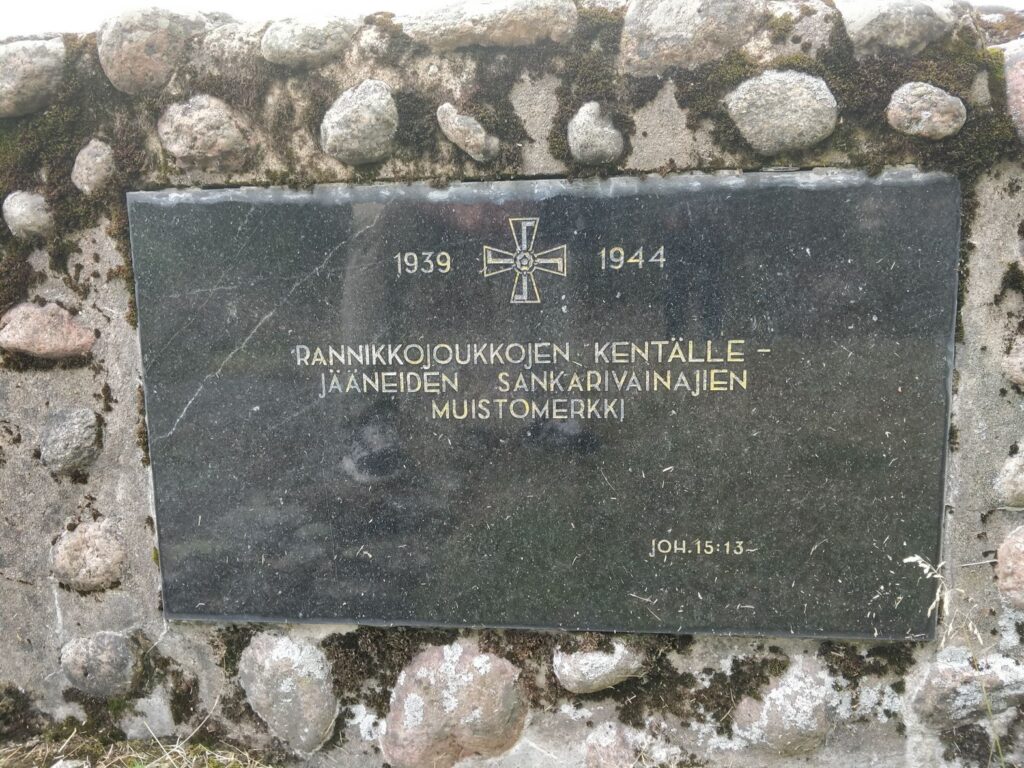 1939 1944
RANNIKKOJOUKKOJEN KENTÄLLE –
JÄÄNEIDEN SANKARIVAINAJIEN
MUISTOMERKKI
JOH.15:13–